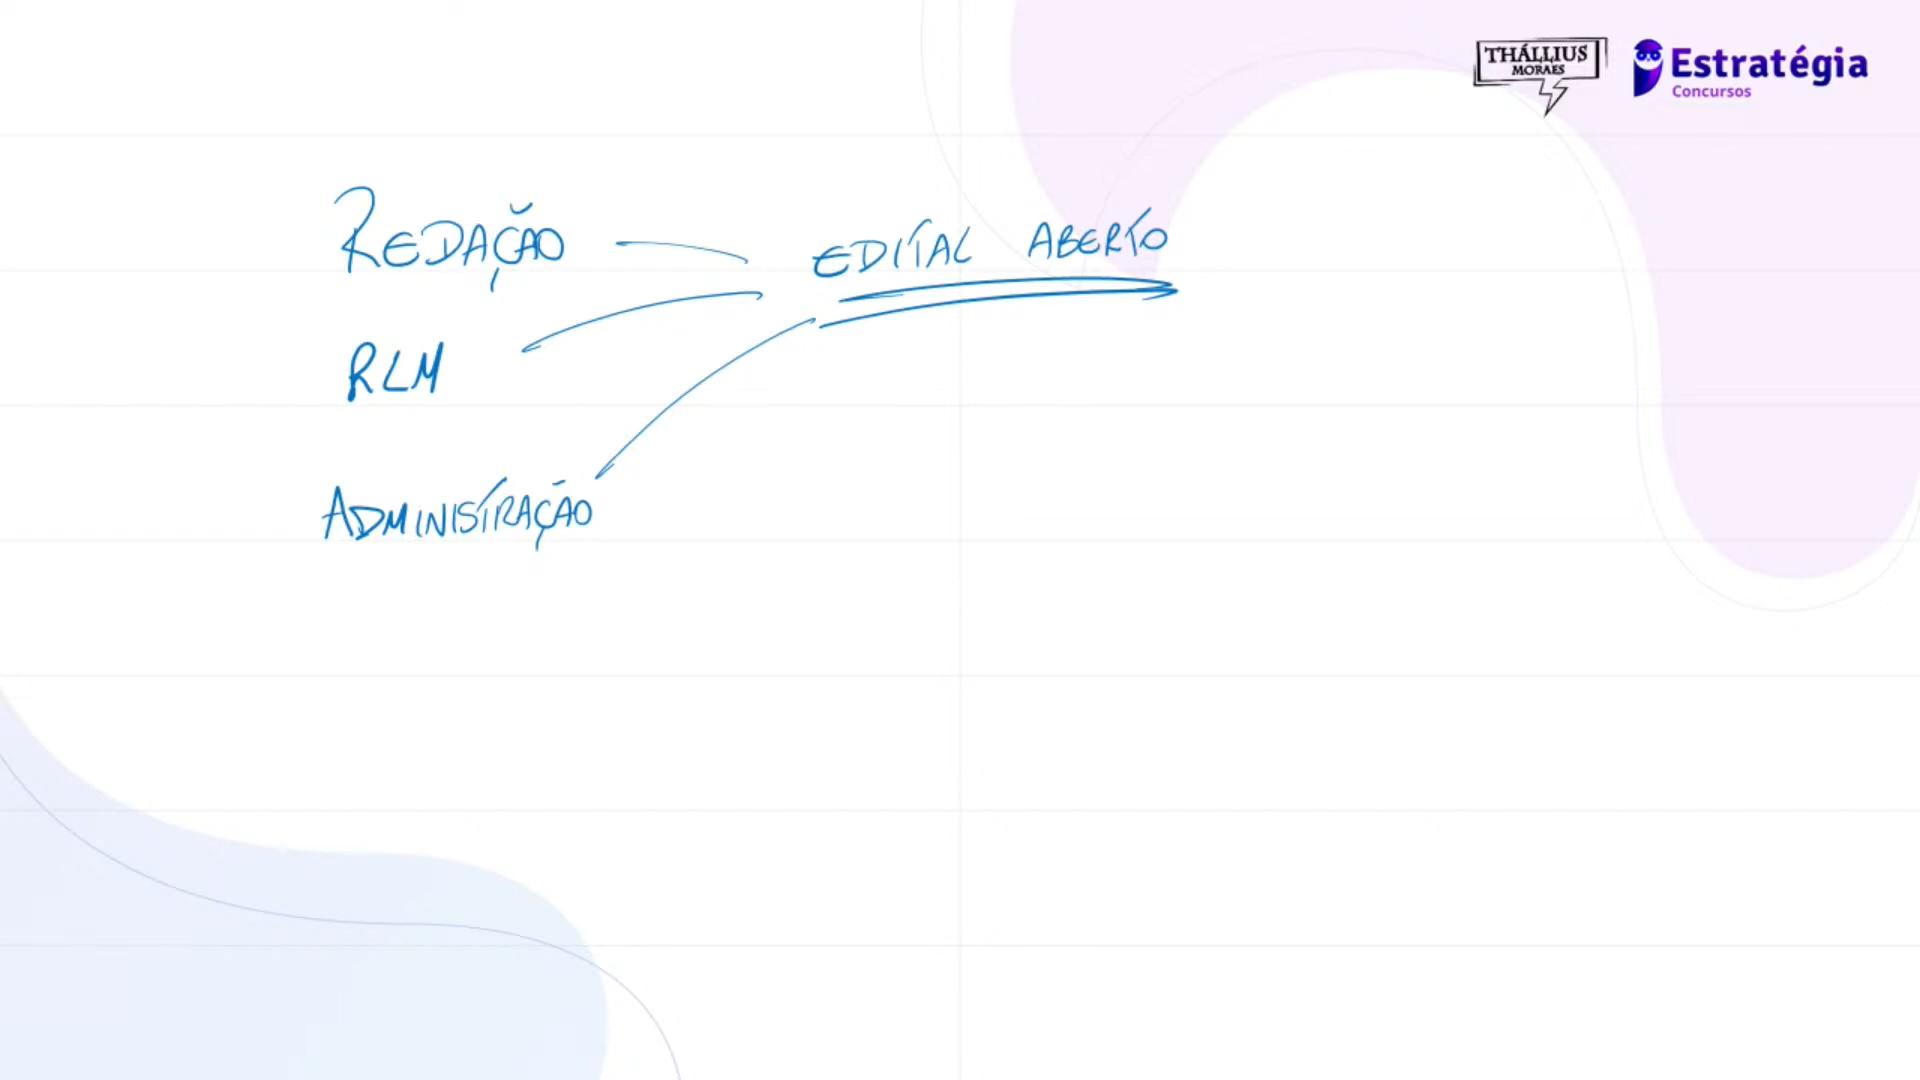 THÁLLIUS
MORAES
Estratégia
Concursos
REDAÇÃO
EDITAL ABERTO
RLM
ADMINISTRAÇÃO